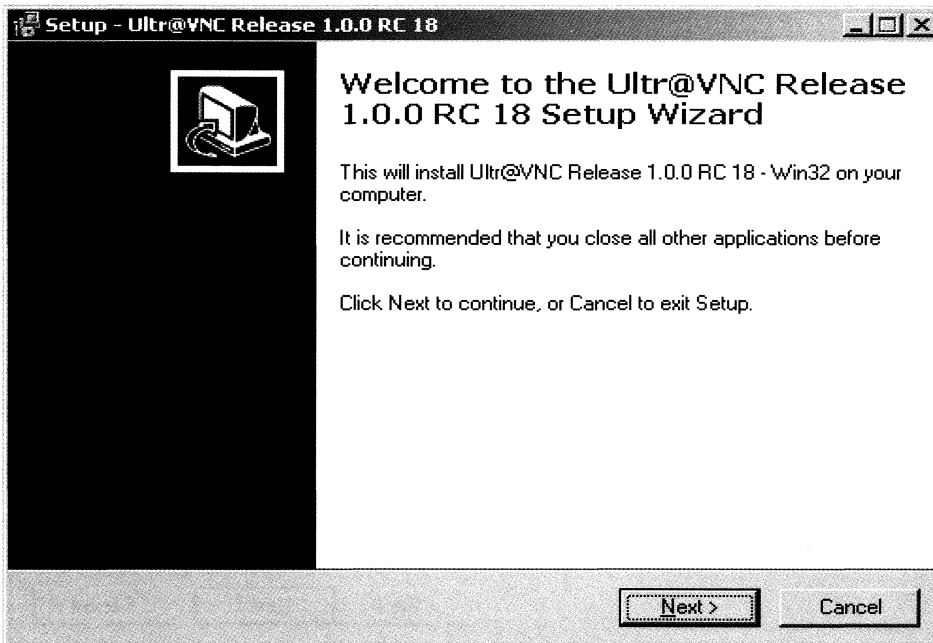 Setup - Ultr@VNC Release 1.0.0 RC 18
Welcome to the Ultr@VNC Release
1.0.0 RC 18 Setup Wizard
This will install Ultr@VNC Release 1.0.0 RC 18 - Win32 on your
computer.
It is recommended that you close all other applications before
continuing.
Click Next to continue, or Cancel to exit Setup.
Next >
Cancel